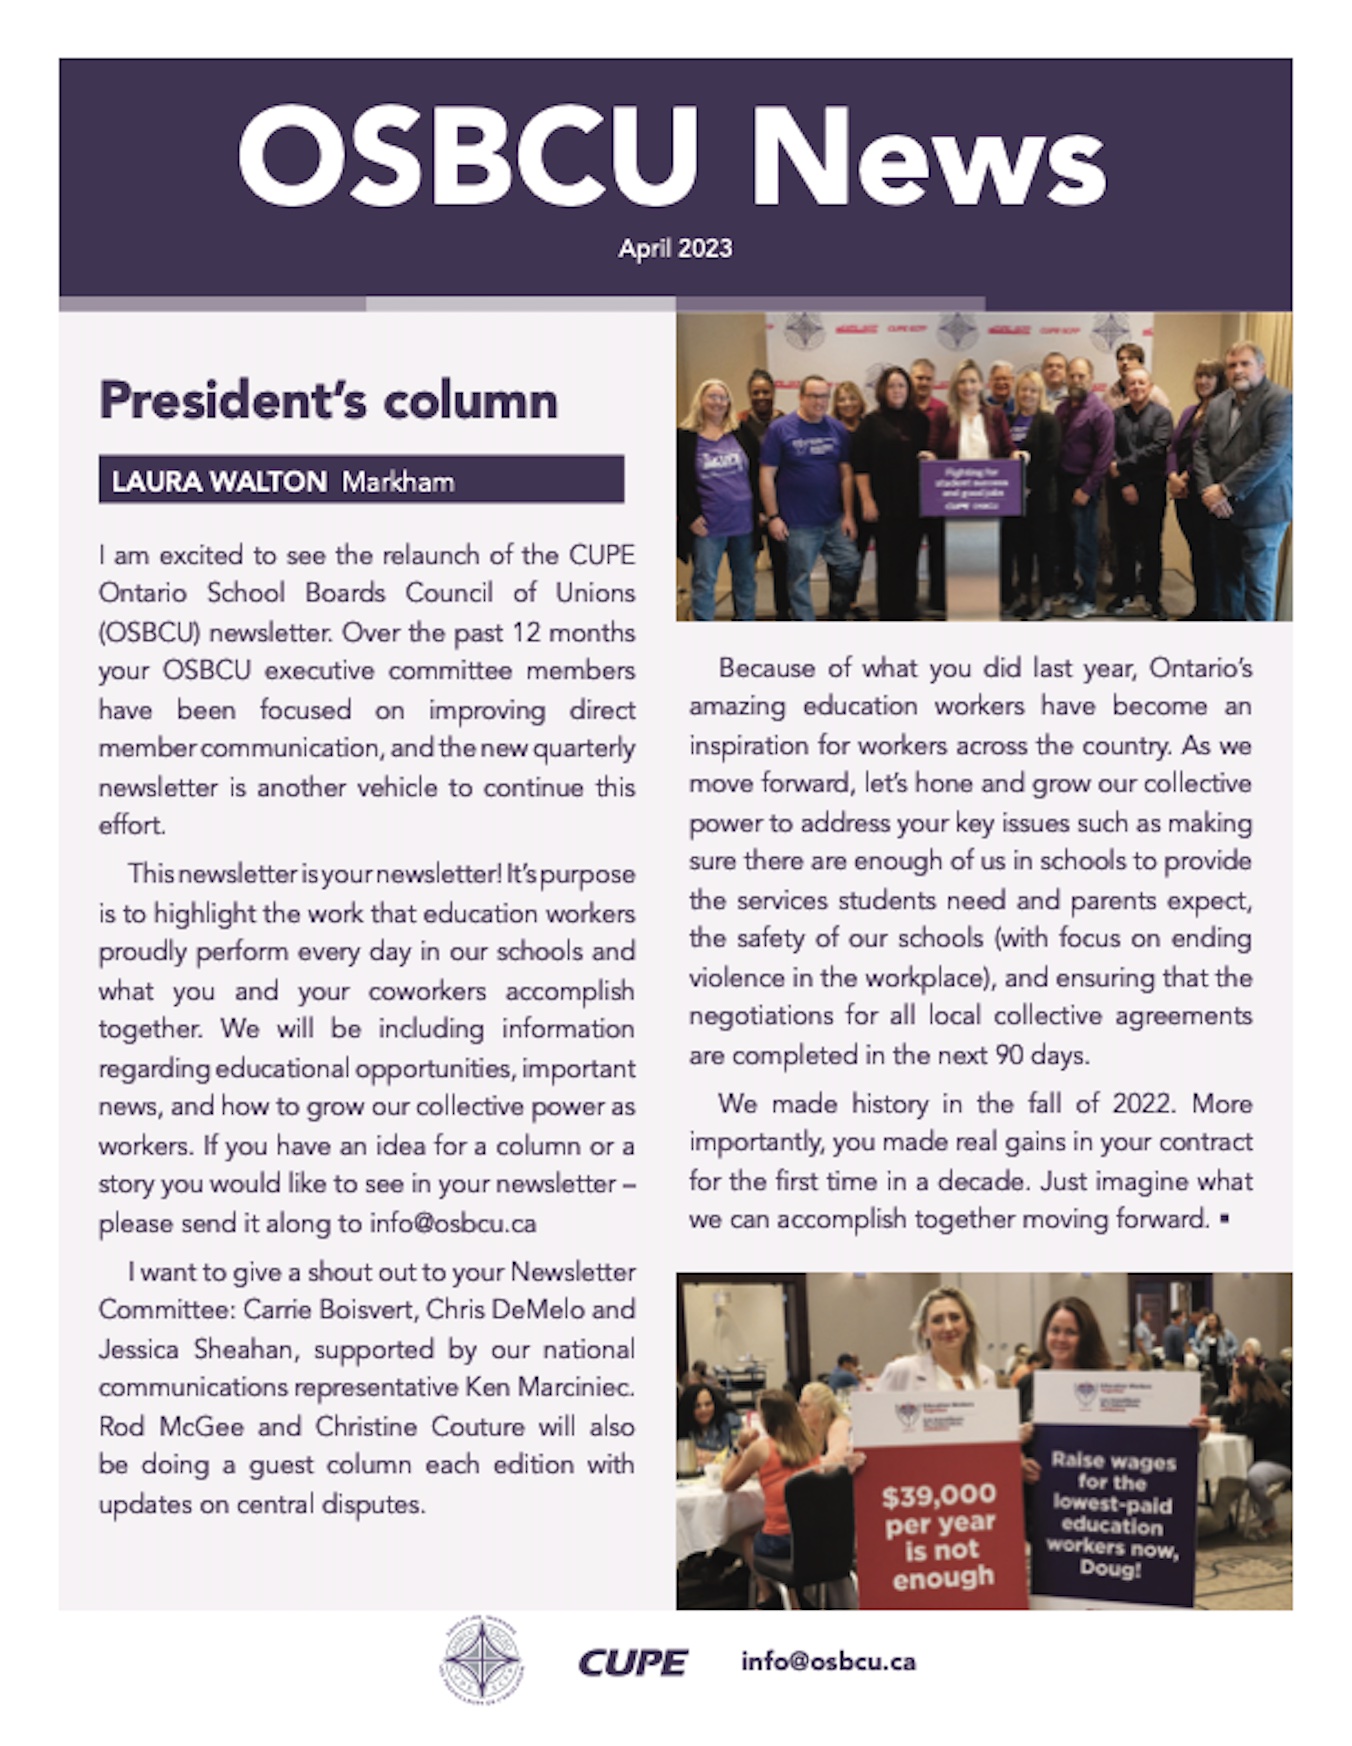 OSBCU News
April 2023
President's column
LAURA WALTON Markham
I am excited to see the relaunch of the CUPE
Ontario School Boards Council of Unions
(OSBCU) newsletter. Over the past 12 months
your OSBCU executive committee members
have been focused on improving direct
member communication, and the new quarterly
newsletter is another vehicle to continue this
effort.
This newsletter is your newsletter! It's purpose
is to highlight the work that education workers
proudly perform every day in our schools and
what you and your coworkers accomplish
together. We will be including information
regarding educational opportunities, important
news, and how to grow our collective power as
workers. If you have an idea for a column or a
story you would like to see in your newsletter –
please send it along to info@osbcu.ca
I want to give a shout out to your Newsletter
Committee: Carrie Boisvert, Chris DeMelo and
Jessica Sheahan, supported by our national
communications representative Ken Marciniec.
Rod McGee and Christine Couture will also
be doing a guest column each edition with
updates on central disputes.
CUPE SCFP
Fighting for
student success
and good jobs
CUPE OSBCU
Because of what you did last year, Ontario's
amazing education workers have become an
inspiration for workers across the country. As we
move forward, let's hone and grow our collective
power to address your key issues such as making
sure there are enough of us in schools to provide
the services students need and parents expect,
the safety of our schools (with focus on ending
violence in the workplace), and ensuring that the
negotiations for all local collective agreements
are completed in the next 90 days.
We made history in the fall of 2022. More
importantly, you made real gains in your contract
for the first time in a decade. Just imagine what
we can accomplish together moving forward. ▪
Education Workers
Together
$39,000
per year
is not
enough
Education Workers
Together
Raise wages
for the
lowest-paid
education
workers now,
Doug!
CUPE
info@osbcu.ca